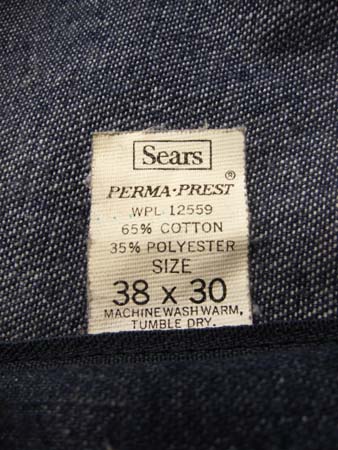 Sears
PERMA·PREST®
WPL 12559
65% COTTON
35% POLYESTER
SIZE
38 x 30
MACHINE WASH WARM,
TUMBLE DRY.